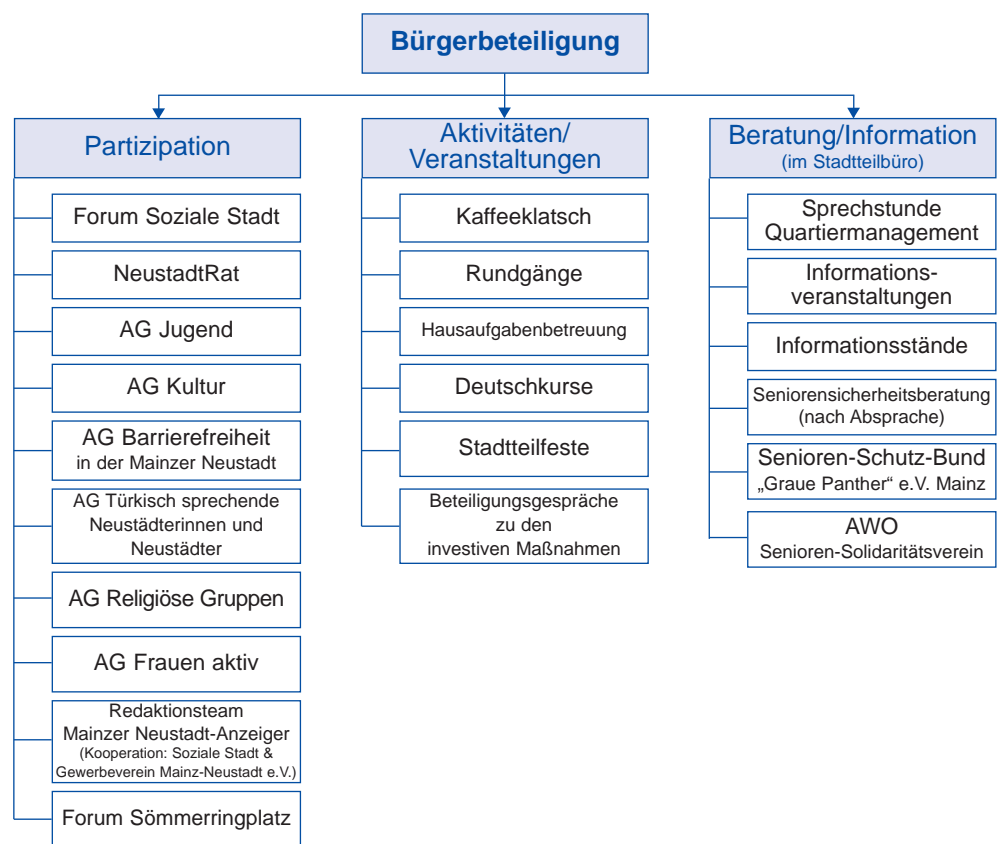 Bürgerbeteiligung
Partizipation
Forum Soziale Stadt
NeustadtRat
AG Jugend
AG Kultur
AG Barrierefreiheit
in der Mainzer Neustadt
AG Türkisch sprechende
Neustädterinnen und
Neustädter
AG Religiöse Gruppen
AG Frauen aktiv
Redaktionsteam
Mainzer Neustadt-Anzeiger
(Kooperation: Soziale Stadt &
Gewerbeverein Mainz-Neustadt e.V.)
Forum Sömmerringplatz
Aktivitäten/
Veranstaltungen
Kaffeeklatsch
Rundgänge
Hausaufgabenbetreuung
Deutschkurse
Stadtteilfeste
Beteiligungsgespräche
zu den
investiven Maßnahmen
Beratung/Information
(im Stadtteilbüro)
Sprechstunde
Quartiermanagement
Informations-
veranstaltungen
Informationsstände
Seniorensicherheitsberatung
(nach Absprache)
Senioren-Schutz-Bund
„Graue Panther“ e.V. Mainz
AWO
Senioren-Solidaritätsverein